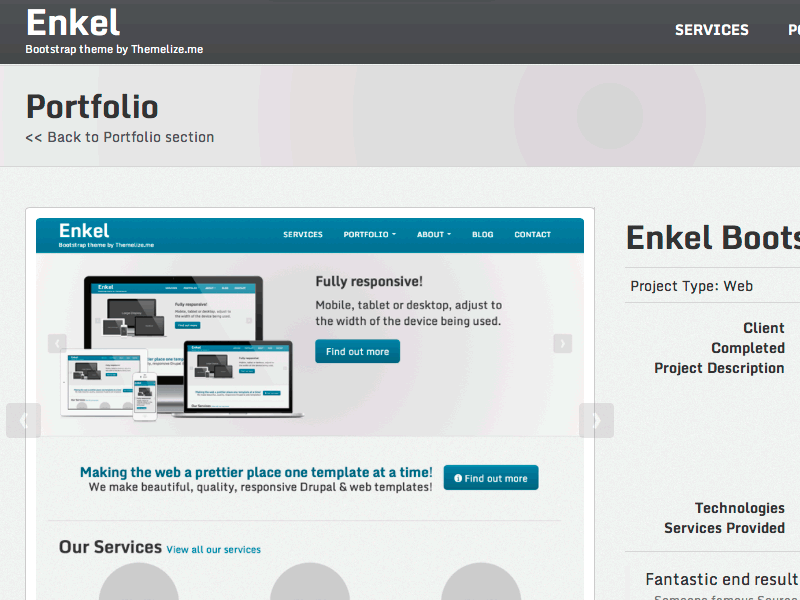 Enkel
Bootstrap theme by Themelize.me
SERVICES
Portfolio
<< Back to Portfolio section
Enkel
Bootstrap theme by Themelize.me
SERVICES PORTFOLIO ABOUT BLOG CONTACT
Fully responsive!
Mobile, tablet or desktop, adjust to
the width of the device being used.
Find out more
Making the web a prettier place one template at a time!
We make beautiful, quality, responsive Drupal & web templates!
Find out more
Our Services View all our services
Enkel Boots
Project Type: Web
Client
Completed
Project Description
Technologies
Services Provided
Fantastic end result